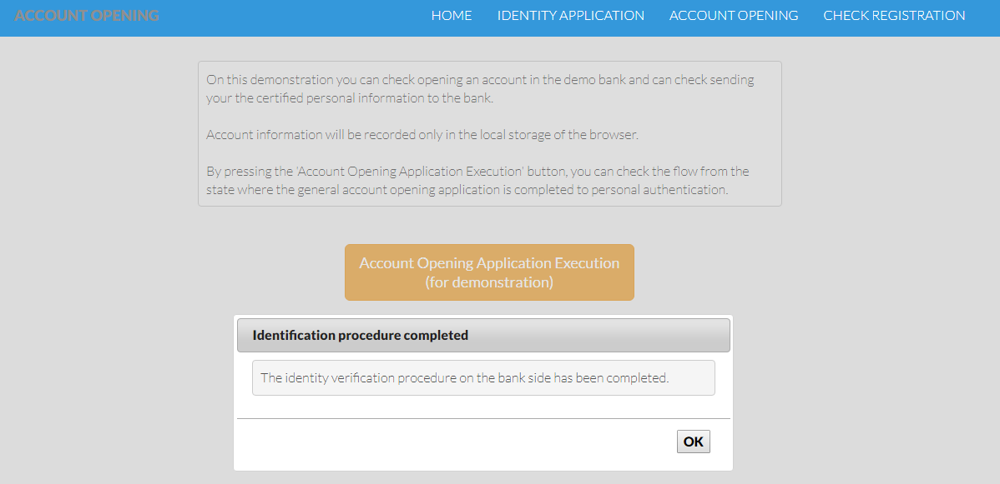 ACCOUNT OPENING
HOME
IDENTITY APPLICATION
ACCOUNT OPENING
CHECK REGISTRATION
On this demonstration you can check opening an account in the demo bank and can check sending
your the certified personal information to the bank.
Account information will be recorded only in the local storage of the browser.
By pressing the 'Account Opening Application Execution' button, you can check the flow from the
state where the general account opening application is completed to personal authentication.
Account Opening Application Execution
(for demonstration)
Identification procedure completed
The identity verification procedure on the bank side has been completed.
OK